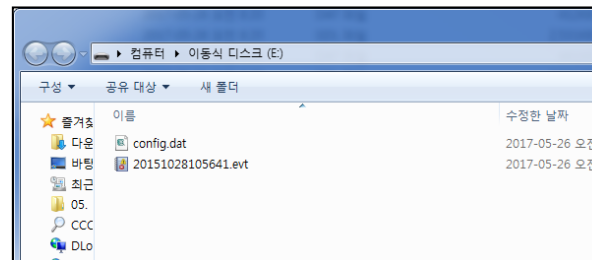 컴퓨터 ▸ 이동식 디스크 (E:)
구성 ▼ 공유 대상 ▼ 새 폴더
이름 수정한 날짜
즐겨찾
config.dat 2017-05-26 오전
다운
20151028105641.evt 2017-05-26 오전
바탕
최근
05.
CCC
DLo